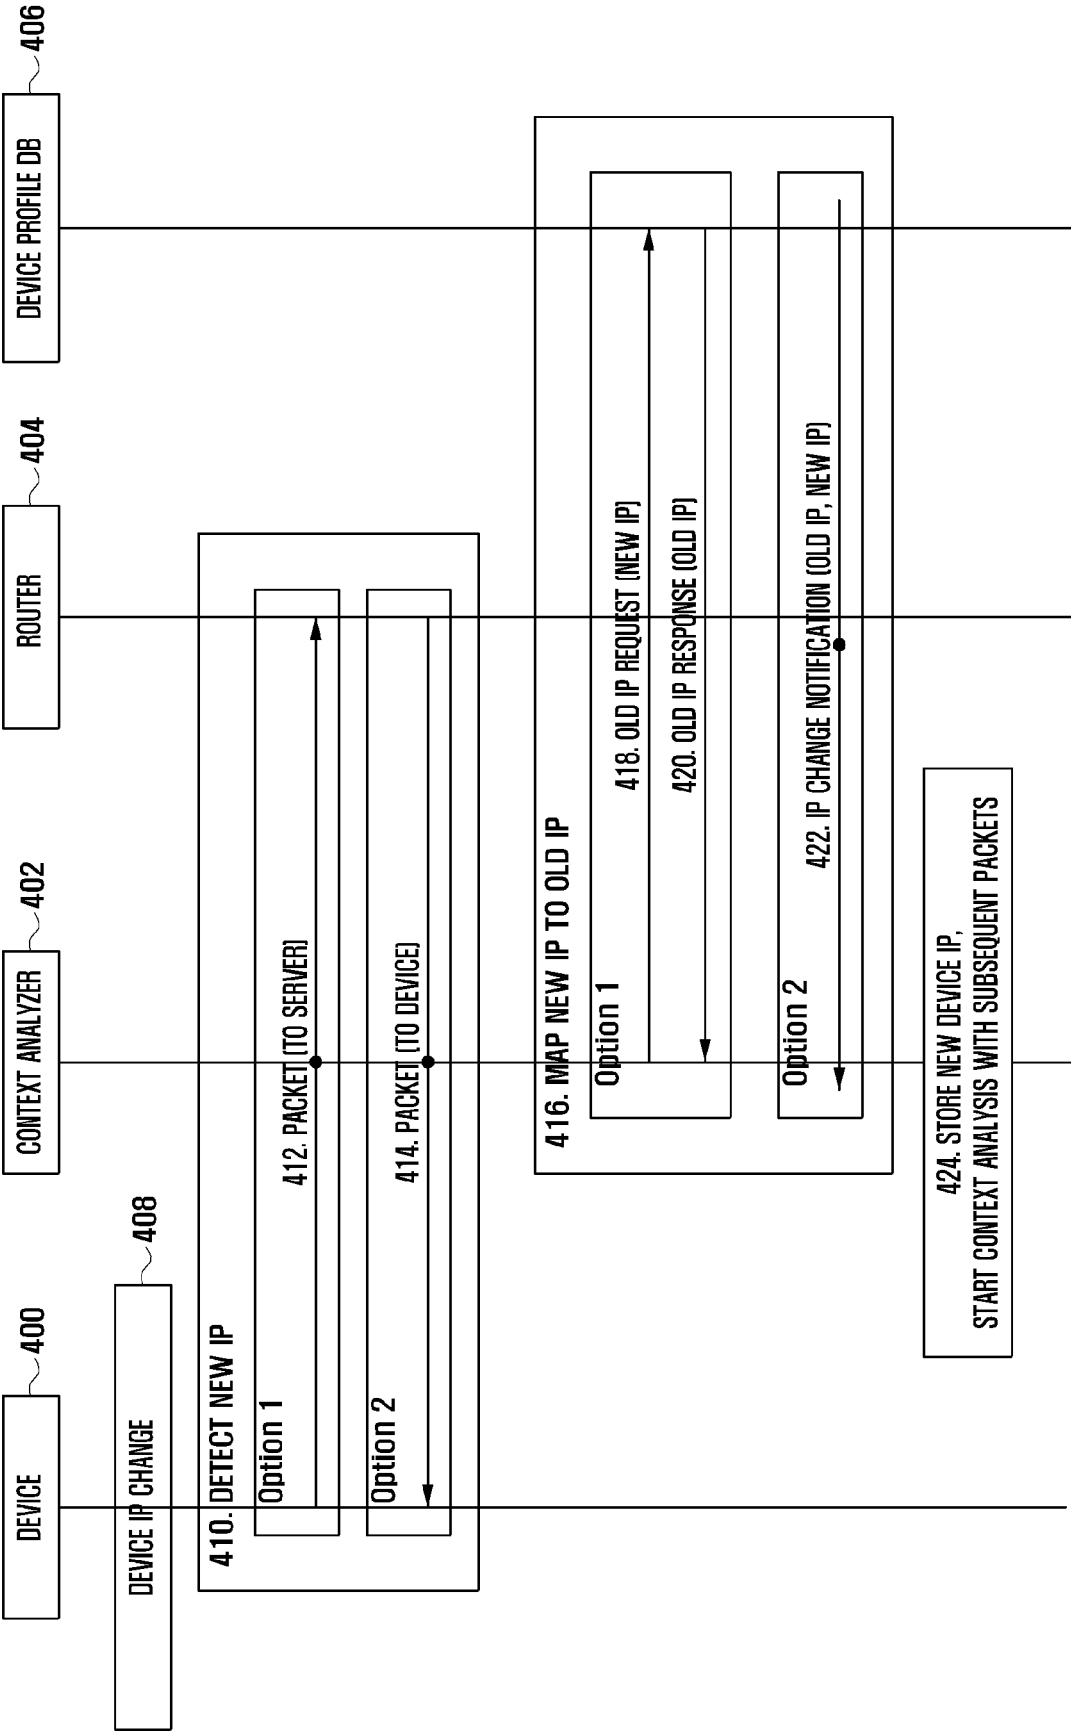 DEVICE
400
CONTEXT ANALYZER
402
ROUTER
404
DEVICE PROFILE DB
406
DEVICE IP CHANGE
408
410. DETECT NEW IP
Option 1
412. PACKET (TO SERVER)
Option 2
414. PACKET (TO DEVICE)
416. MAP NEW IP TO OLD IP
Option 1
418. OLD IP REQUEST (NEW IP)
420. OLD IP RESPONSE (OLD IP)
Option 2
422. IP CHANGE NOTIFICATION (OLD IP, NEW IP)
424. STORE NEW DEVICE IP,
START CONTEXT ANALYSIS WITH SUBSEQUENT PACKETS